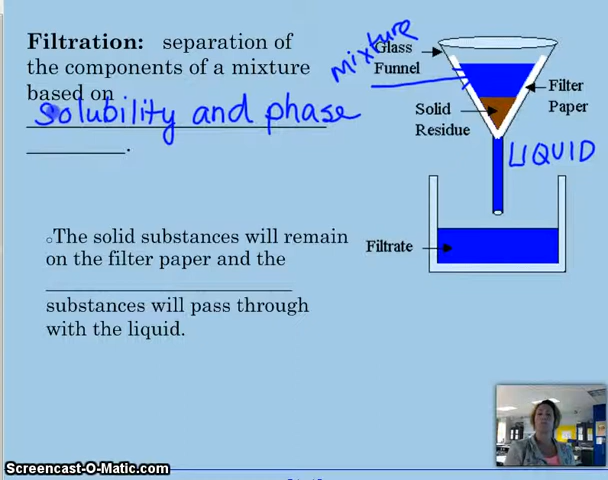 Filtration: separation of
the components of a mixture
based on
solubility and phase
.
○The solid substances will remain
on the filter paper and the
substances will pass through
with the liquid.
mixture
Glass
Funnel
Filter
Paper
Solid
Residue
LIQUID
Filtrate
Screencast-O-Matic.com